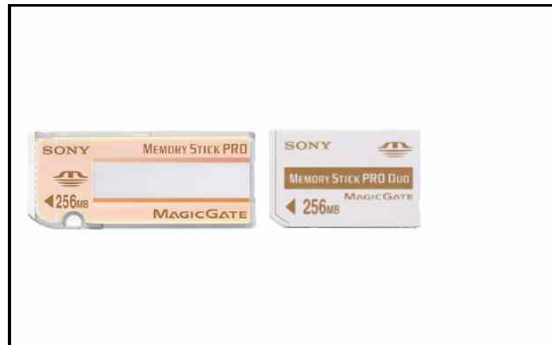 SONY
MEMORY STICK PRO
256MB
MAGICGATE
SONY
MEMORY STICK PRO DUO
MAGICGATE
256MB